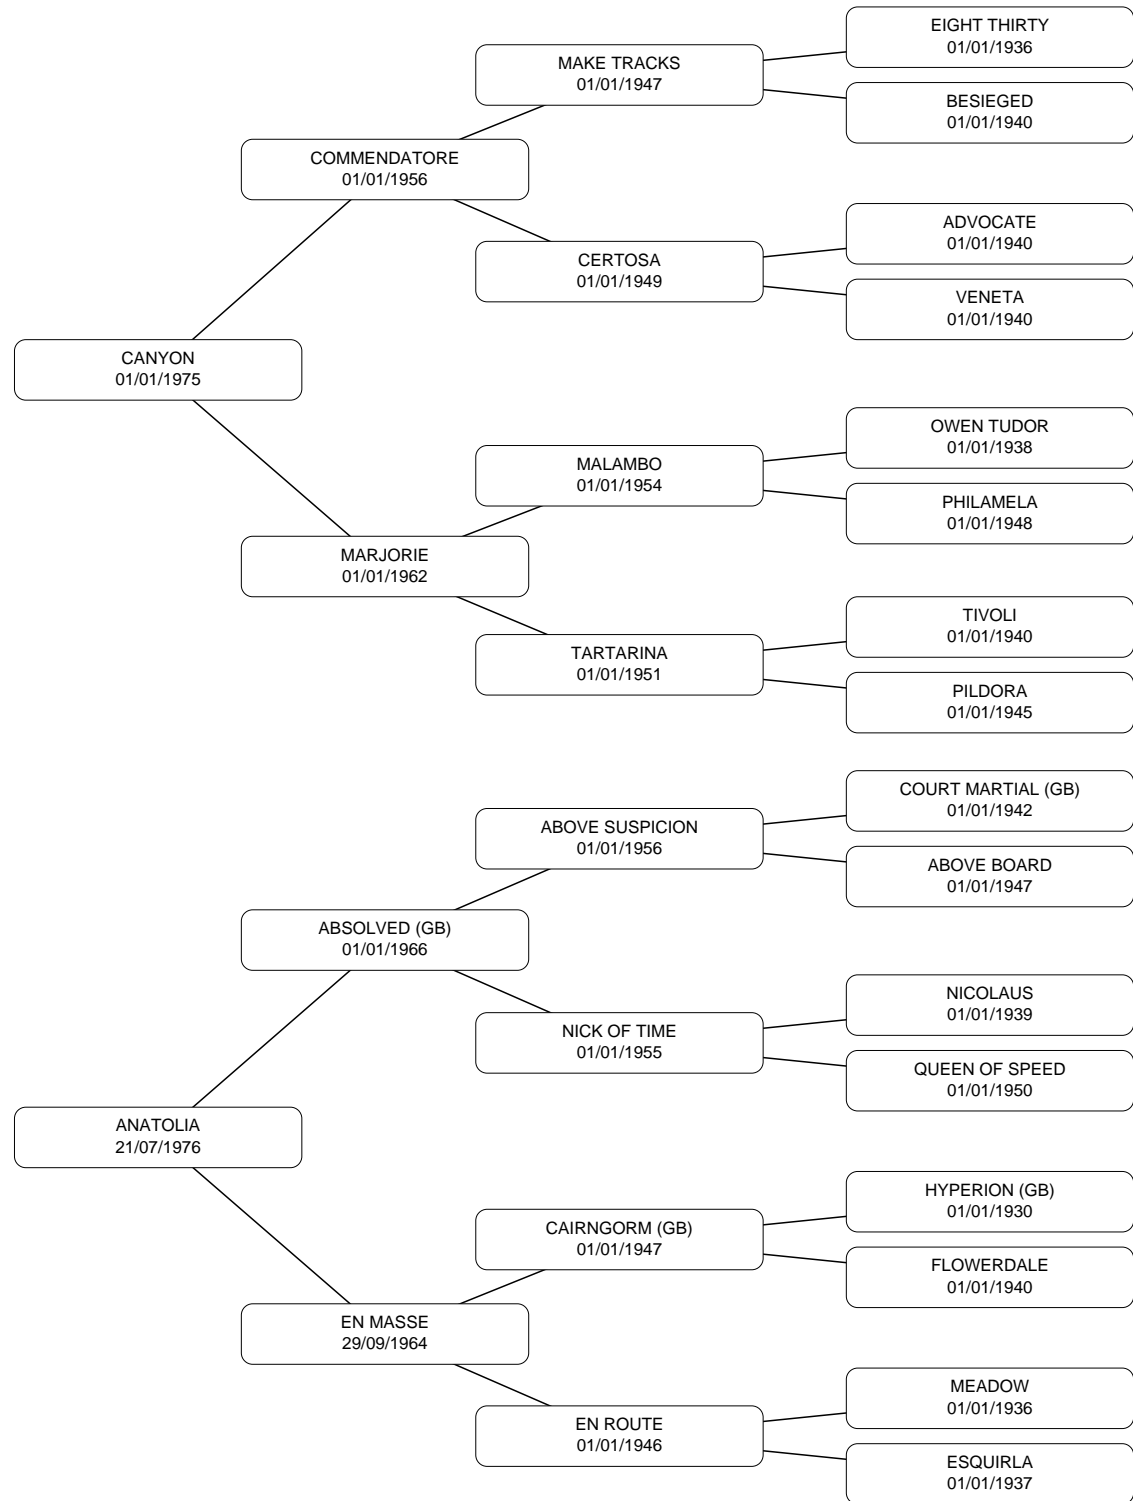 EIGHT THIRTY
01/01/1936
MAKE TRACKS
01/01/1947
BESIEGED
01/01/1940
COMMENDATORE
01/01/1956
ADVOCATE
01/01/1940
CERTOSA
01/01/1949
VENETA
01/01/1940
CANYON
01/01/1975
OWEN TUDOR
01/01/1938
MALAMBO
01/01/1954
PHILAMELA
01/01/1948
MARJORIE
01/01/1962
TIVOLI
01/01/1940
TARTARINA
01/01/1951
PILDORA
01/01/1945
COURT MARTIAL (GB)
01/01/1942
ABOVE SUSPICION
01/01/1956
ABOVE BOARD
01/01/1947
ABSOLVED (GB)
01/01/1966
NICOLAUS
01/01/1939
NICK OF TIME
01/01/1955
QUEEN OF SPEED
01/01/1950
ANATOLIA
21/07/1976
HYPERION (GB)
01/01/1930
CAIRNGORM (GB)
01/01/1947
FLOWERDALE
01/01/1940
EN MASSE
29/09/1964
MEADOW
01/01/1936
EN ROUTE
01/01/1946
ESQUIRLA
01/01/1937